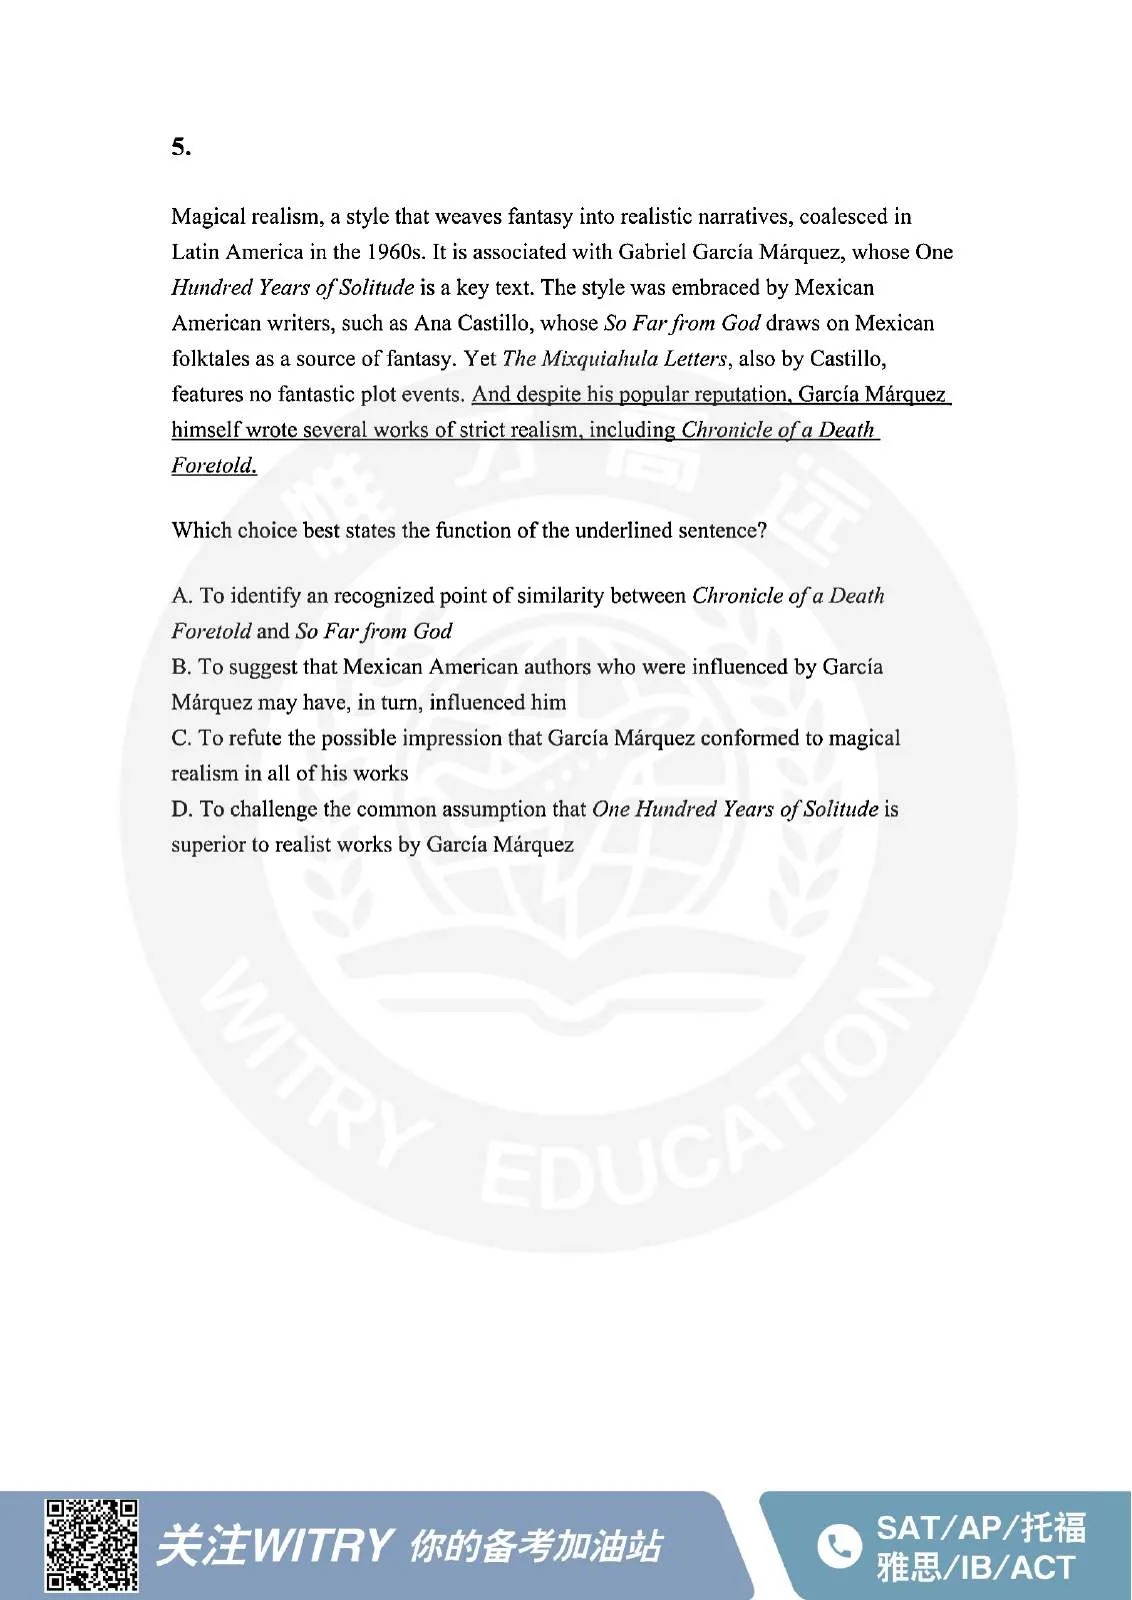 5.
Magical realism, a style that weaves fantasy into realistic narratives, coalesced in
Latin America in the 1960s. It is associated with Gabriel García Márquez, whose One
Hundred Years of Solitude is a key text. The style was embraced by Mexican
American writers, such as Ana Castillo, whose So Far from God draws on Mexican
folktales as a source of fantasy. Yet The Mixquiahula Letters, also by Castillo,
features no fantastic plot events. And despite his popular reputation, García Márquez
himself wrote several works of strict realism, including Chronicle of a Death
Foretold.
Which choice best states the function of the underlined sentence?
A. To identify an recognized point of similarity between Chronicle of a Death
Foretold and So Far from God
B. To suggest that Mexican American authors who were influenced by García
Márquez may have, in turn, influenced him
C. To refute the possible impression that García Márquez conformed to magical
realism in all of his works
D. To challenge the common assumption that One Hundred Years of Solitude is
superior to realist works by García Márquez
惟方高远
WITRY EDUCATION
关注WITRY 你的备考加油站
SAT/AP/托福
雅思/IB/ACT